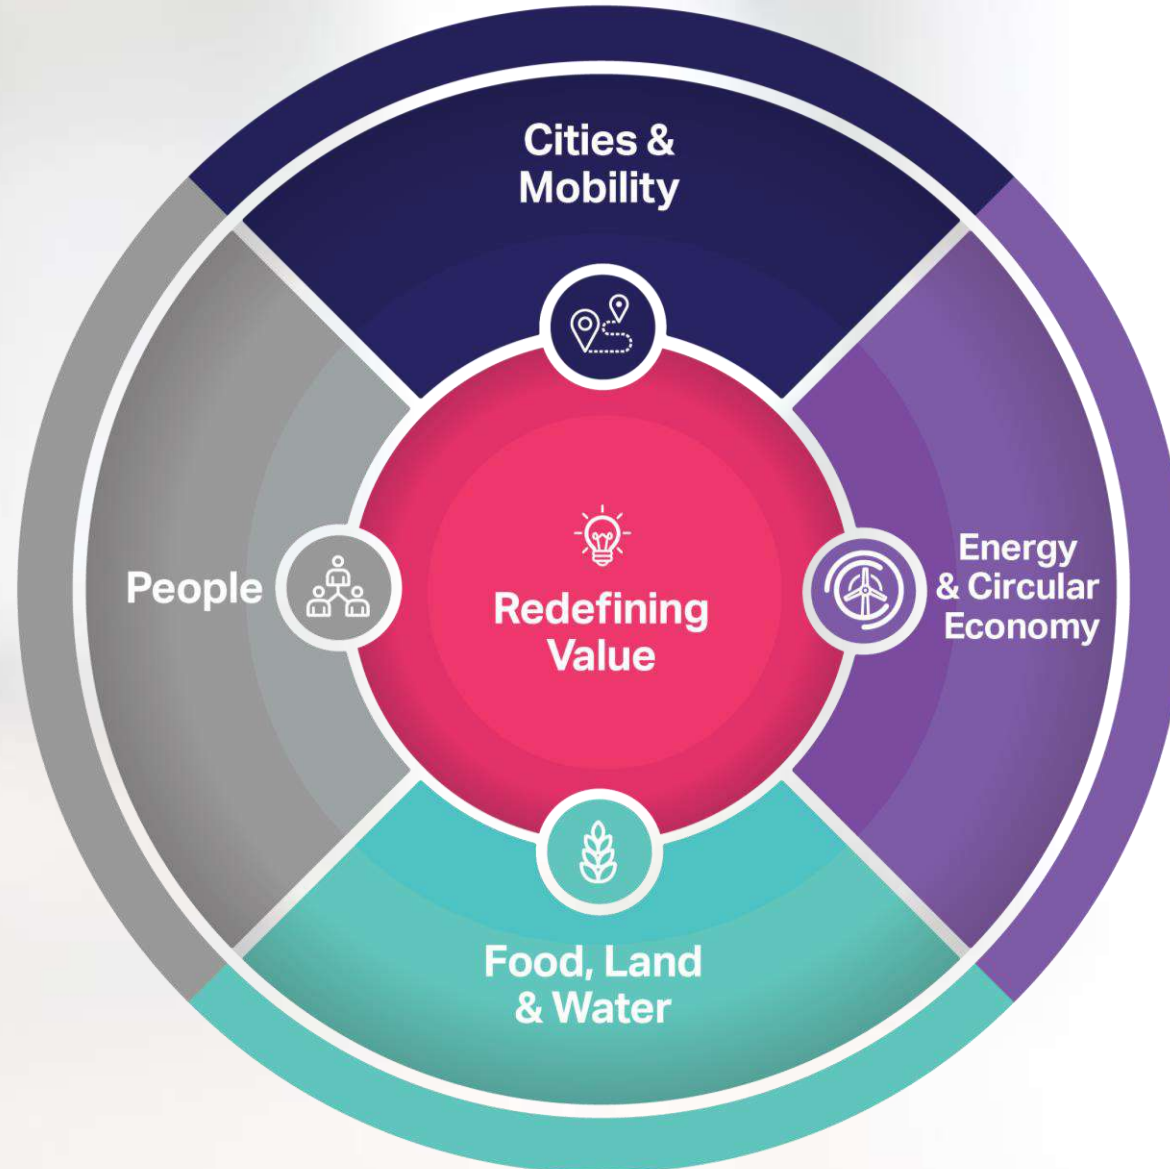 Cities &
Mobility
People
Redefining
Value
Energy
& Circular
Economy
Food, Land
& Water